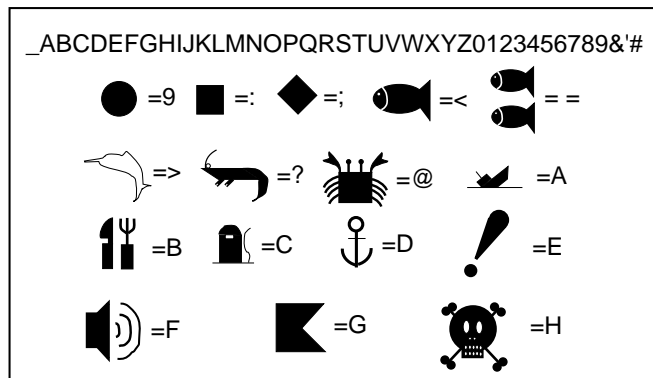 _ABCDEFGHIJKLMNOPQRSTUVWXYZ0123456789&'#
=9 =: =; =< = =
=> =? =@ =A
=B =C =D =E
=F =G =H